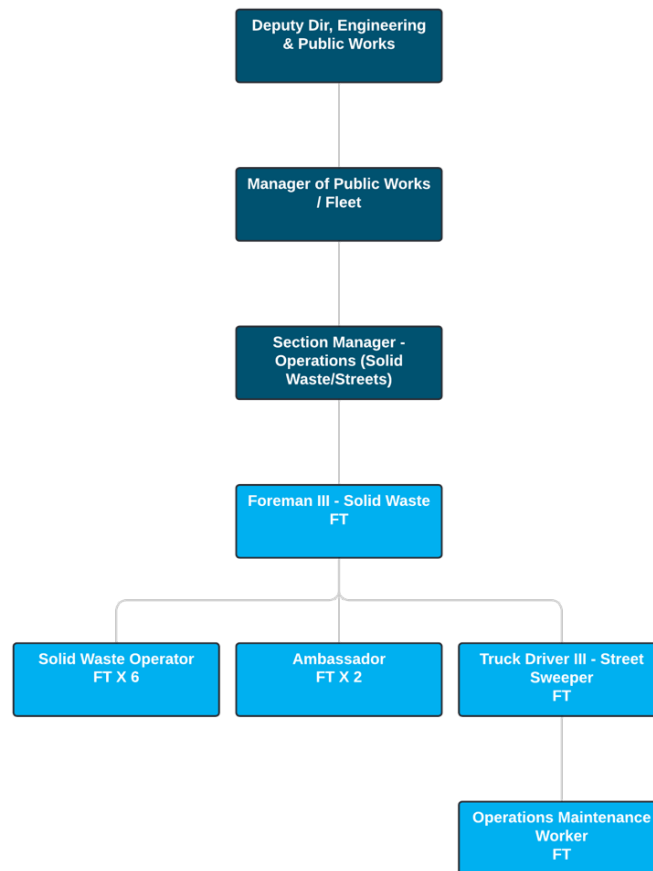 Deputy Dir, Engineering
& Public Works
Manager of Public Works
/ Fleet
Section Manager -
Operations (Solid
Waste/Streets)
Foreman III - Solid Waste
FT
Solid Waste Operator
FT X 6
Ambassador
FT X 2
Truck Driver III - Street
Sweeper
FT
Operations Maintenance
Worker
FT